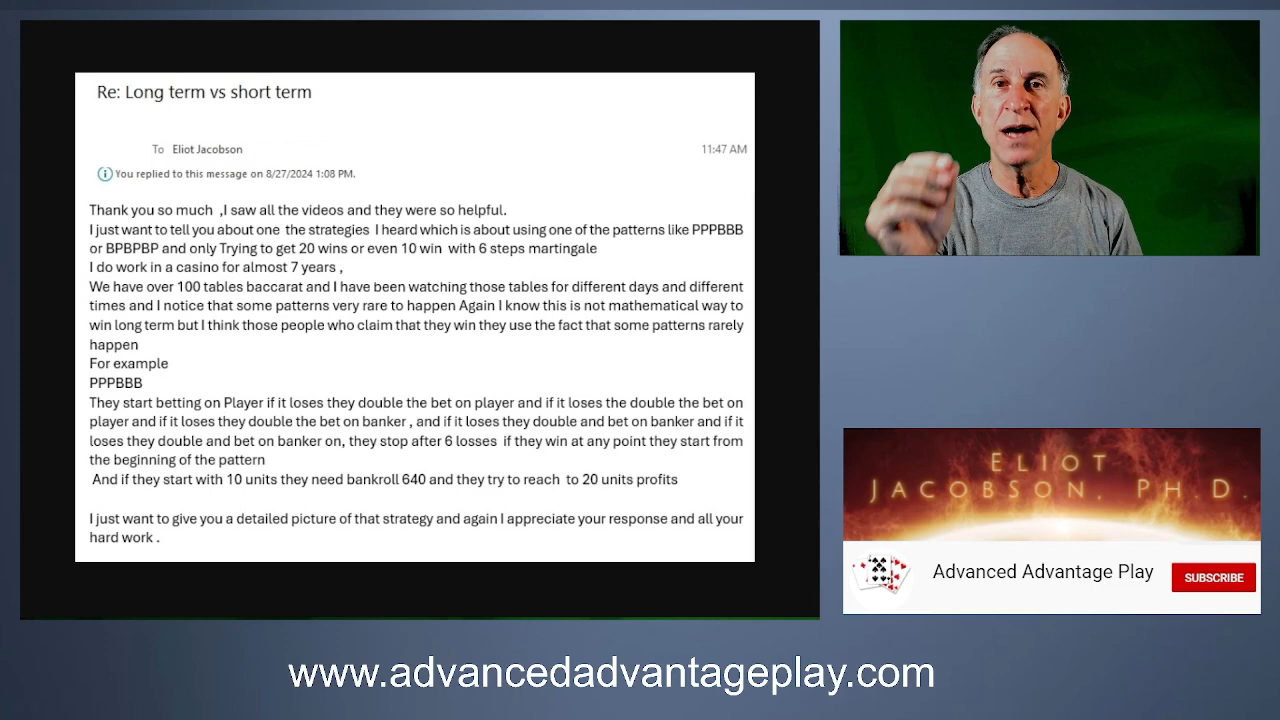 Re: Long term vs short term
To Eliot Jacobson
11:47 AM
You replied to this message on 8/27/2024 1:08 PM.
Thank you so much ,I saw all the videos and they were so helpful.
I just want to tell you about one the strategies I heard which is about using one of the patterns like PPPBBB
or BPBPBP and only Trying to get 20 wins or even 10 win with 6 steps martingale
I do work in a casino for almost 7 years ,
We have over 100 tables baccarat and I have been watching those tables for different days and different
times and I notice that some patterns very rare to happen Again I know this is not mathematical way to
win long term but I think those people who claim that they win they use the fact that some patterns rarely
happen
For example
PPPBBB
They start betting on Player if it loses they double the bet on player and if it loses the double the bet on
player and if it loses they double the bet on banker , and if it loses they double and bet on banker and if it
loses they double and bet on banker on, they stop after 6 losses if they win at any point they start from
the beginning of the pattern
And if they start with 10 units they need bankroll 640 and they try to reach to 20 units profits
I just want to give you a detailed picture of that strategy and again I appreciate your response and all your
hard work .
ELIOT
JACOBSON, PH.D.
Advanced Advantage Play
SUBSCRIBE
www.advancedadvantageplay.com